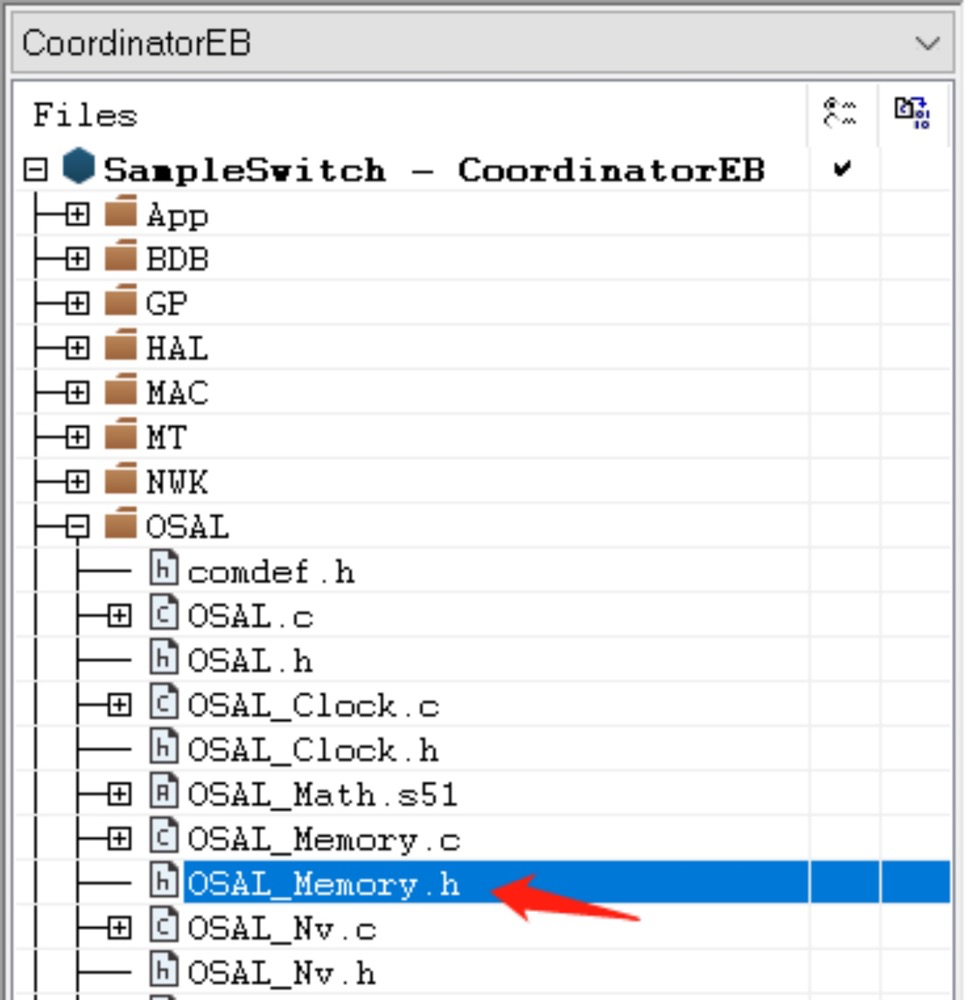 CoordinatorEB
Files
SampleSwitch - CoordinatorEB
App
BDB
GP
HAL
MAC
MT
NWK
OSAL
comdef.h
OSAL.c
OSAL.h
OSAL_Clock.c
OSAL_Clock.h
OSAL_Math.s51
OSAL_Memory.c
OSAL_Memory.h
OSAL_Nv.c
OSAL_Nv.h